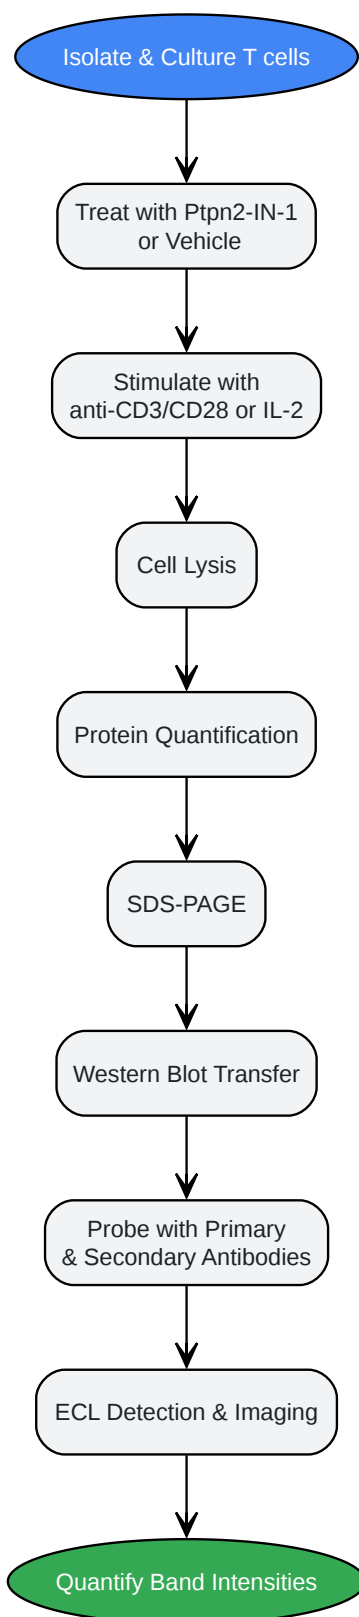 Isolate & Culture T cells
Treat with Ptpn2-IN-1
or Vehicle
Stimulate with
anti-CD3/CD28 or IL-2
Cell Lysis
Protein Quantification
SDS-PAGE
Western Blot Transfer
Probe with Primary
& Secondary Antibodies
ECL Detection & Imaging
Quantify Band Intensities